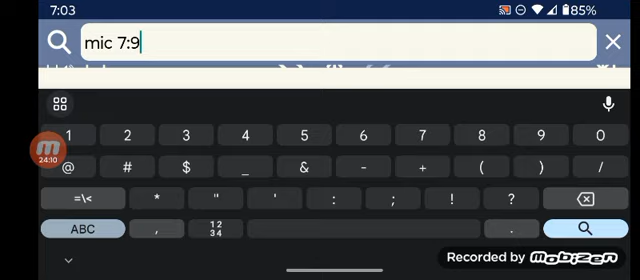 7:03 85%
mic 7:9
1 2 3 4 5 6 7 8 9 0
24:10
@ # $ _ & - + ( ) /
=\< * " ' : ; ! ?
ABC , 12 34 .
Recorded by mobizen